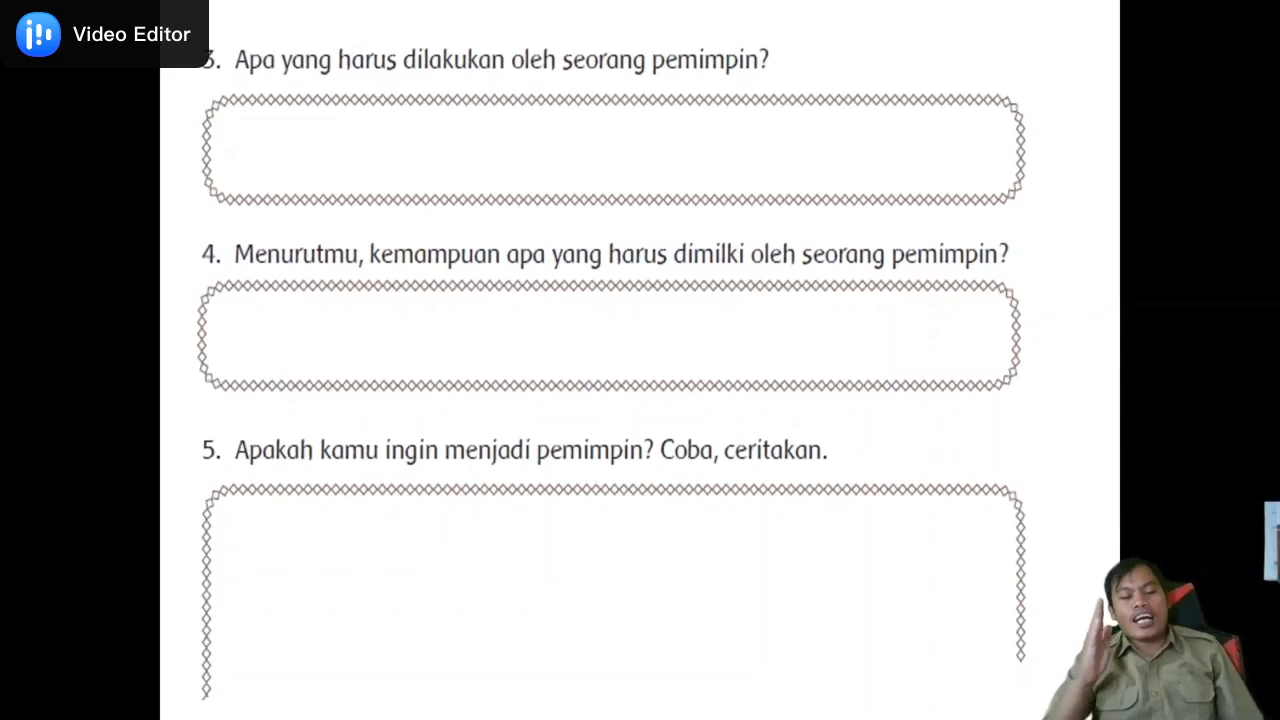 Video Editor
3. Apa yang harus dilakukan oleh seorang pemimpin?
4. Menurutmu, kemampuan apa yang harus dimilki oleh seorang pemimpin?
5. Apakah kamu ingin menjadi pemimpin? Coba, ceritakan.